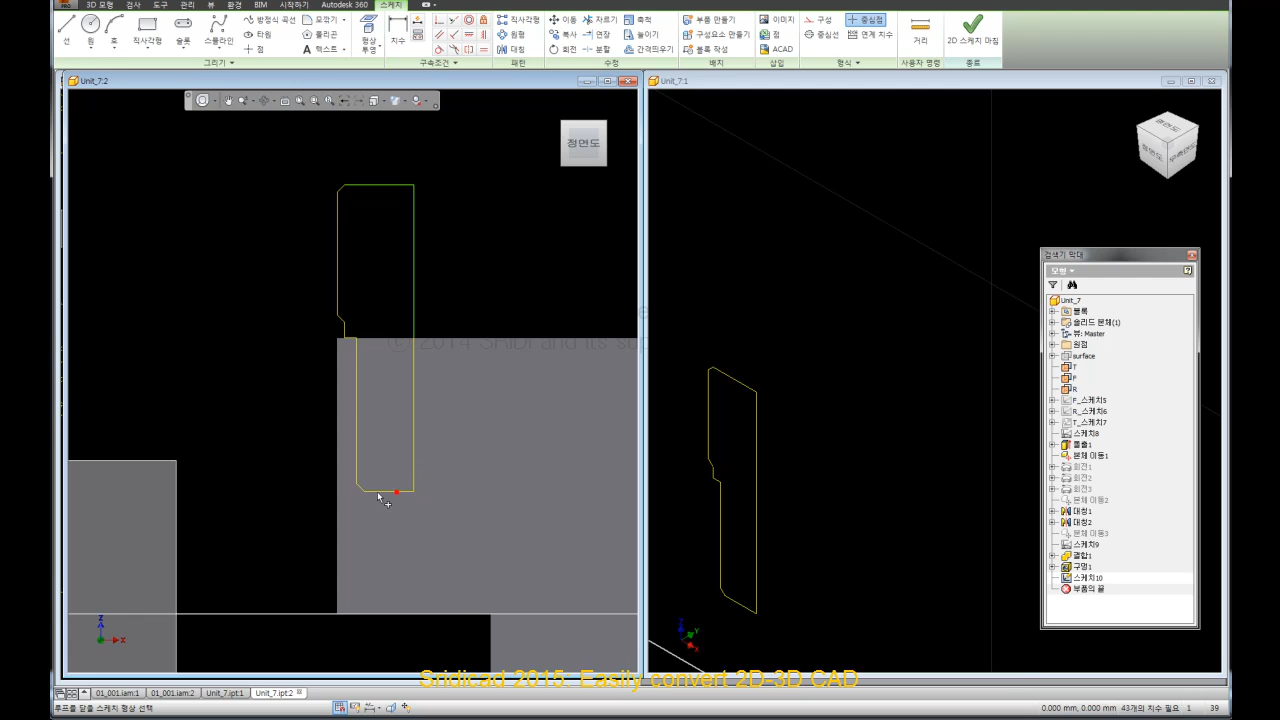 PRO 3D 모형 검사 도구 관리 뷰 환경 BIM 시작하기 Autodesk 360 스케치
선 원 호 직사각형 슬롯 스플라인
방정식 곡선 모깎기
타원 폴리곤
점 텍스트
형상 투영 치수
직사각형 이동 자르기 축척
원형 복사 연장 늘이기
대칭 회전 분할 간격띄우기
부품 만들기 이미지 구성 중심점
구성요소 만들기 점 중심선 연계 치수
블록 작성 ACAD
거리 2D 스케치 마침
그리기 구속조건 패턴 수정 배치 삽입 형식 사용자 명령 종료
Unit_7:2
Unit_7:1
정면도
검색기 막대
모형
Unit_7
블록
솔리드 본체(1)
뷰: Master
원점
surface
T
F
R
F_스케치5
R_스케치6
T_스케치7
스케치8
돌출1
본체 이동1
회전1
회전2
회전3
본체 이동2
대칭1
대칭2
본체 이동3
스케치9
결합1
구멍1
스케치10
부품의 끝
Z
X
Z
Y
X
Sridicad 2015: Easily convert 2D-3D CAD
01_001.iam:1 01_001.iam:2 Unit_7.ipt:1 Unit_7.ipt:2
루프를 닫을 스케치 형상 선택
0.000 mm, 0.000 mm 43개의 치수 필요 1 39